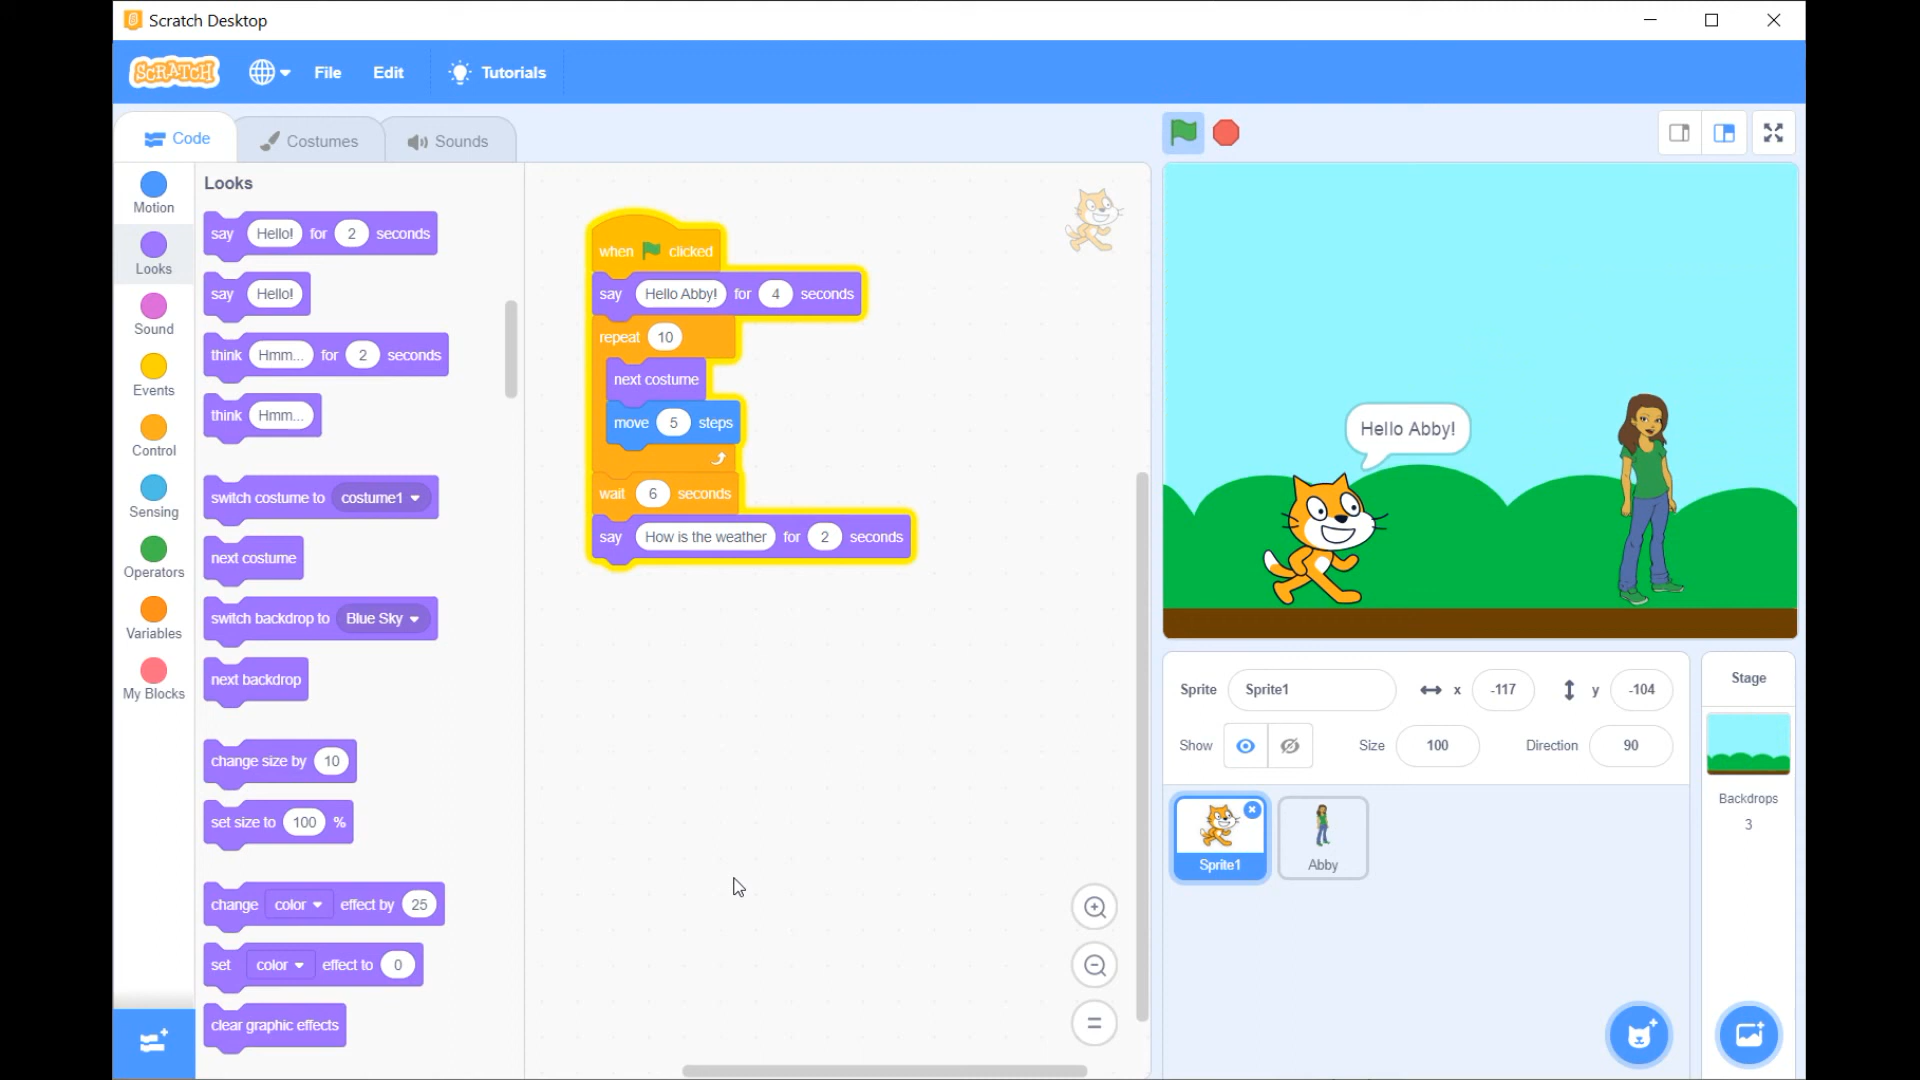 Scratch Desktop
SCRATCH File Edit Tutorials
Code Costumes Sounds
Motion
Looks
Sound
Events
Control
Sensing
Operators
Variables
My Blocks
Looks
say Hello! for 2 seconds
say Hello!
think Hmm... for 2 seconds
think Hmm...
switch costume to costume1
next costume
switch backdrop to Blue Sky
next backdrop
change size by 10
set size to 100 %
change color effect by 25
set color effect to 0
clear graphic effects
when clicked
say Hello Abby! for 4 seconds
repeat 10
next costume
move 5 steps
wait 6 seconds
say How is the weather for 2 seconds
Hello Abby!
Sprite Sprite1 x -117 y -104
Show Size 100 Direction 90
Sprite1
Abby
Stage
Backdrops
3